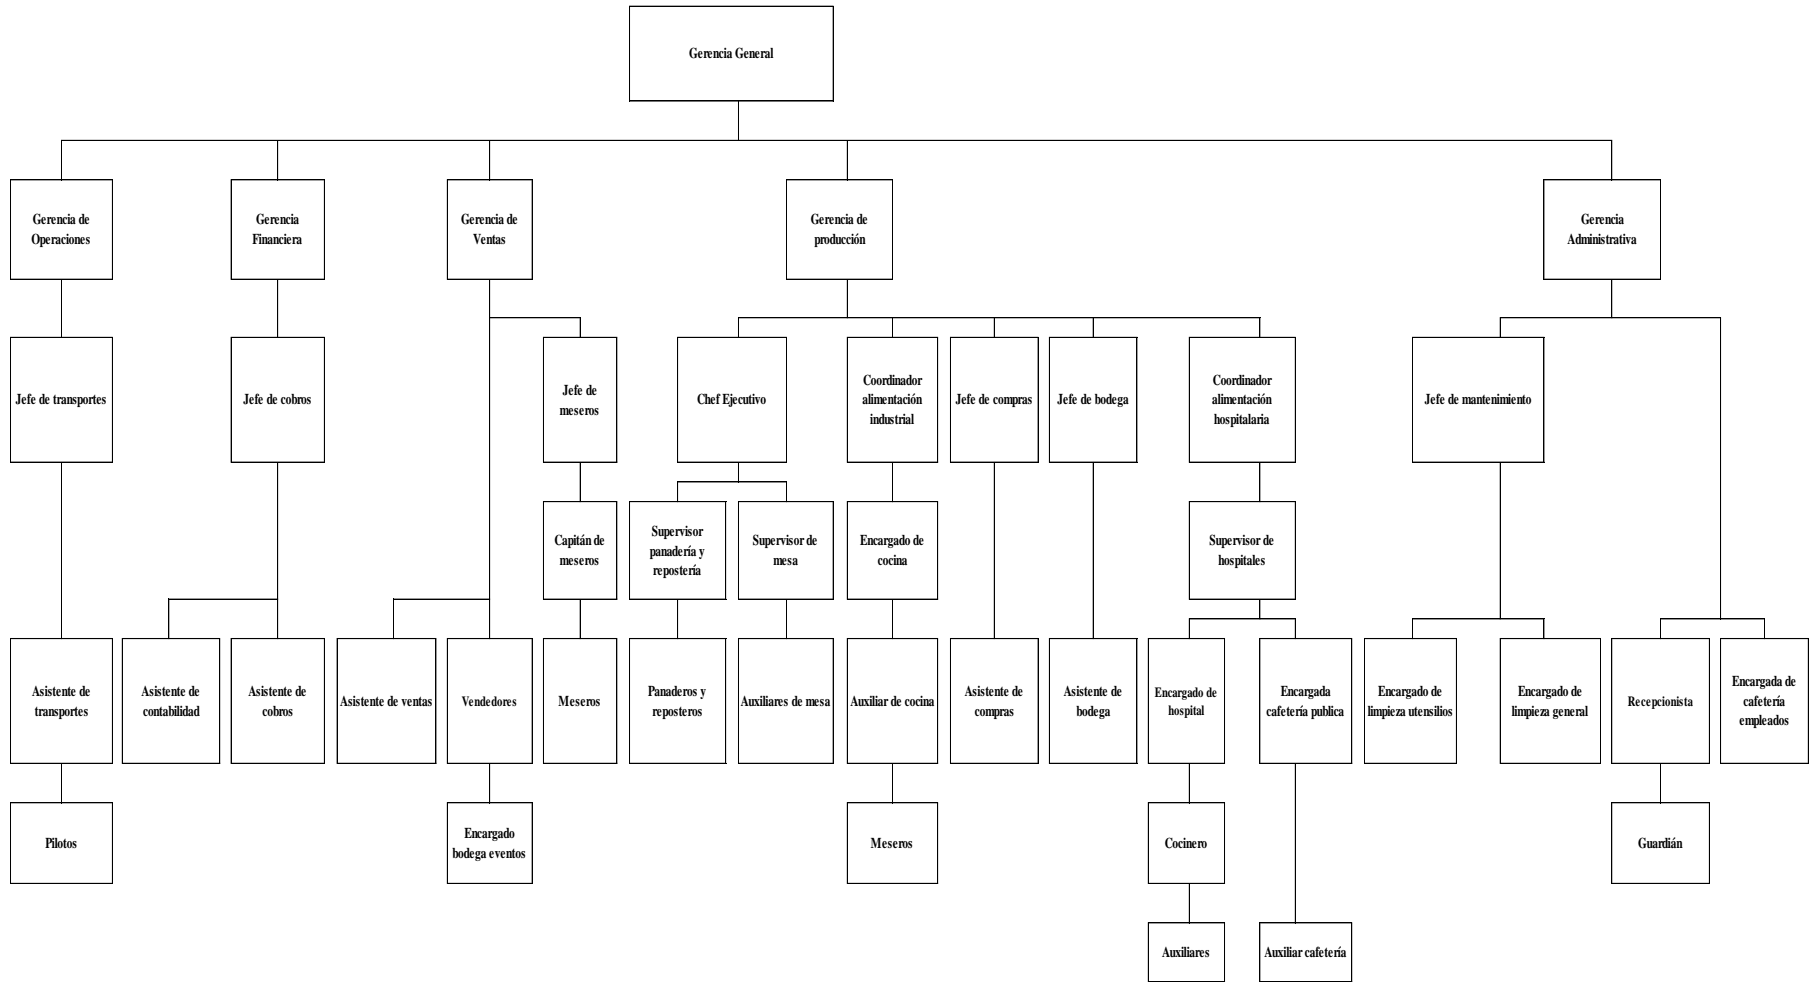 Gerencia General
Gerencia de
Operaciones
Gerencia
Financiera
Gerencia de
Ventas
Gerencia de
producción
Gerencia
Administrativa
Jefe de transportes
Jefe de cobros
Jefe de
meseros
Chef Ejecutivo
Coordinador
alimentación
industrial
Jefe de compras
Jefe de bodega
Coordinador
alimentación
hospitalaria
Jefe de mantenimiento
Capitán de
meseros
Supervisor
panadería y
repostería
Supervisor de
mesa
Encargado de
cocina
Supervisor de
hospitales
Asistente de
transportes
Asistente de
contabilidad
Asistente de
cobros
Asistente de ventas
Vendedores
Meseros
Panaderos y
reposteros
Auxiliares de mesa
Auxiliar de cocina
Asistente de
compras
Asistente de
bodega
Encargado de
hospital
Encargada
cafetería publica
Encargado de
limpieza utensilios
Encargado de
limpieza general
Recepcionista
Encargada de
cafetería
empleados
Pilotos
Encargado
bodega eventos
Meseros
Cocinero
Guardián
Auxiliares
Auxiliar cafetería